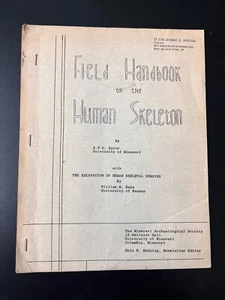 Field Handbook
on the
Human Skeleton
By
University of Missouri
with
THE EXCAVATION OF HUMAN SKELETAL REMAINS
By
William M. Bass
University of Kansas
The Missouri Archaeological Society
15 Switzler Hall
University of Missouri
Columbia, Missouri
Dale R. Henning, Newsletter Editor